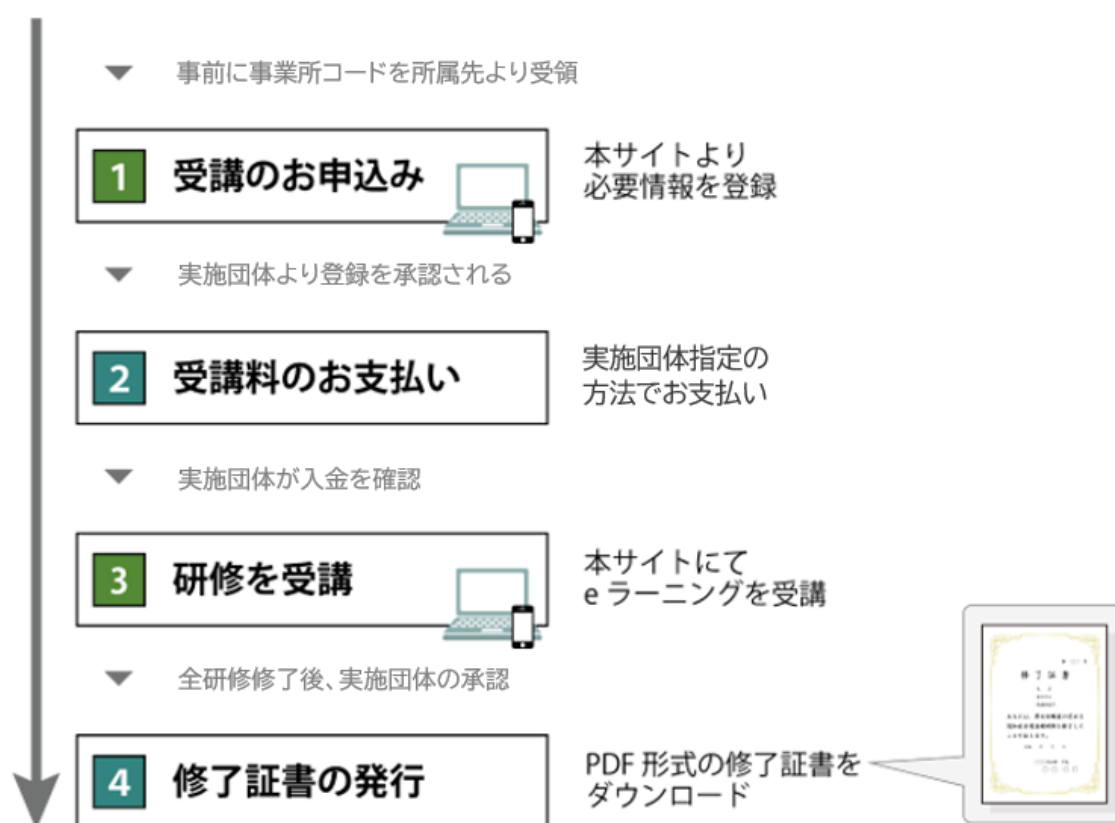 事前に事業所コードを所属先より受領
1 受講のお申込み
本サイトより
必要情報を登録
実施団体より登録を承認される
2 受講料のお支払い
実施団体指定の
方法でお支払い
実施団体が入金を確認
3 研修を受講
本サイトにて
e ラーニングを受講
全研修修了後、実施団体の承認
4 修了証書の発行
PDF 形式の修了証書を
ダウンロード
修了証書